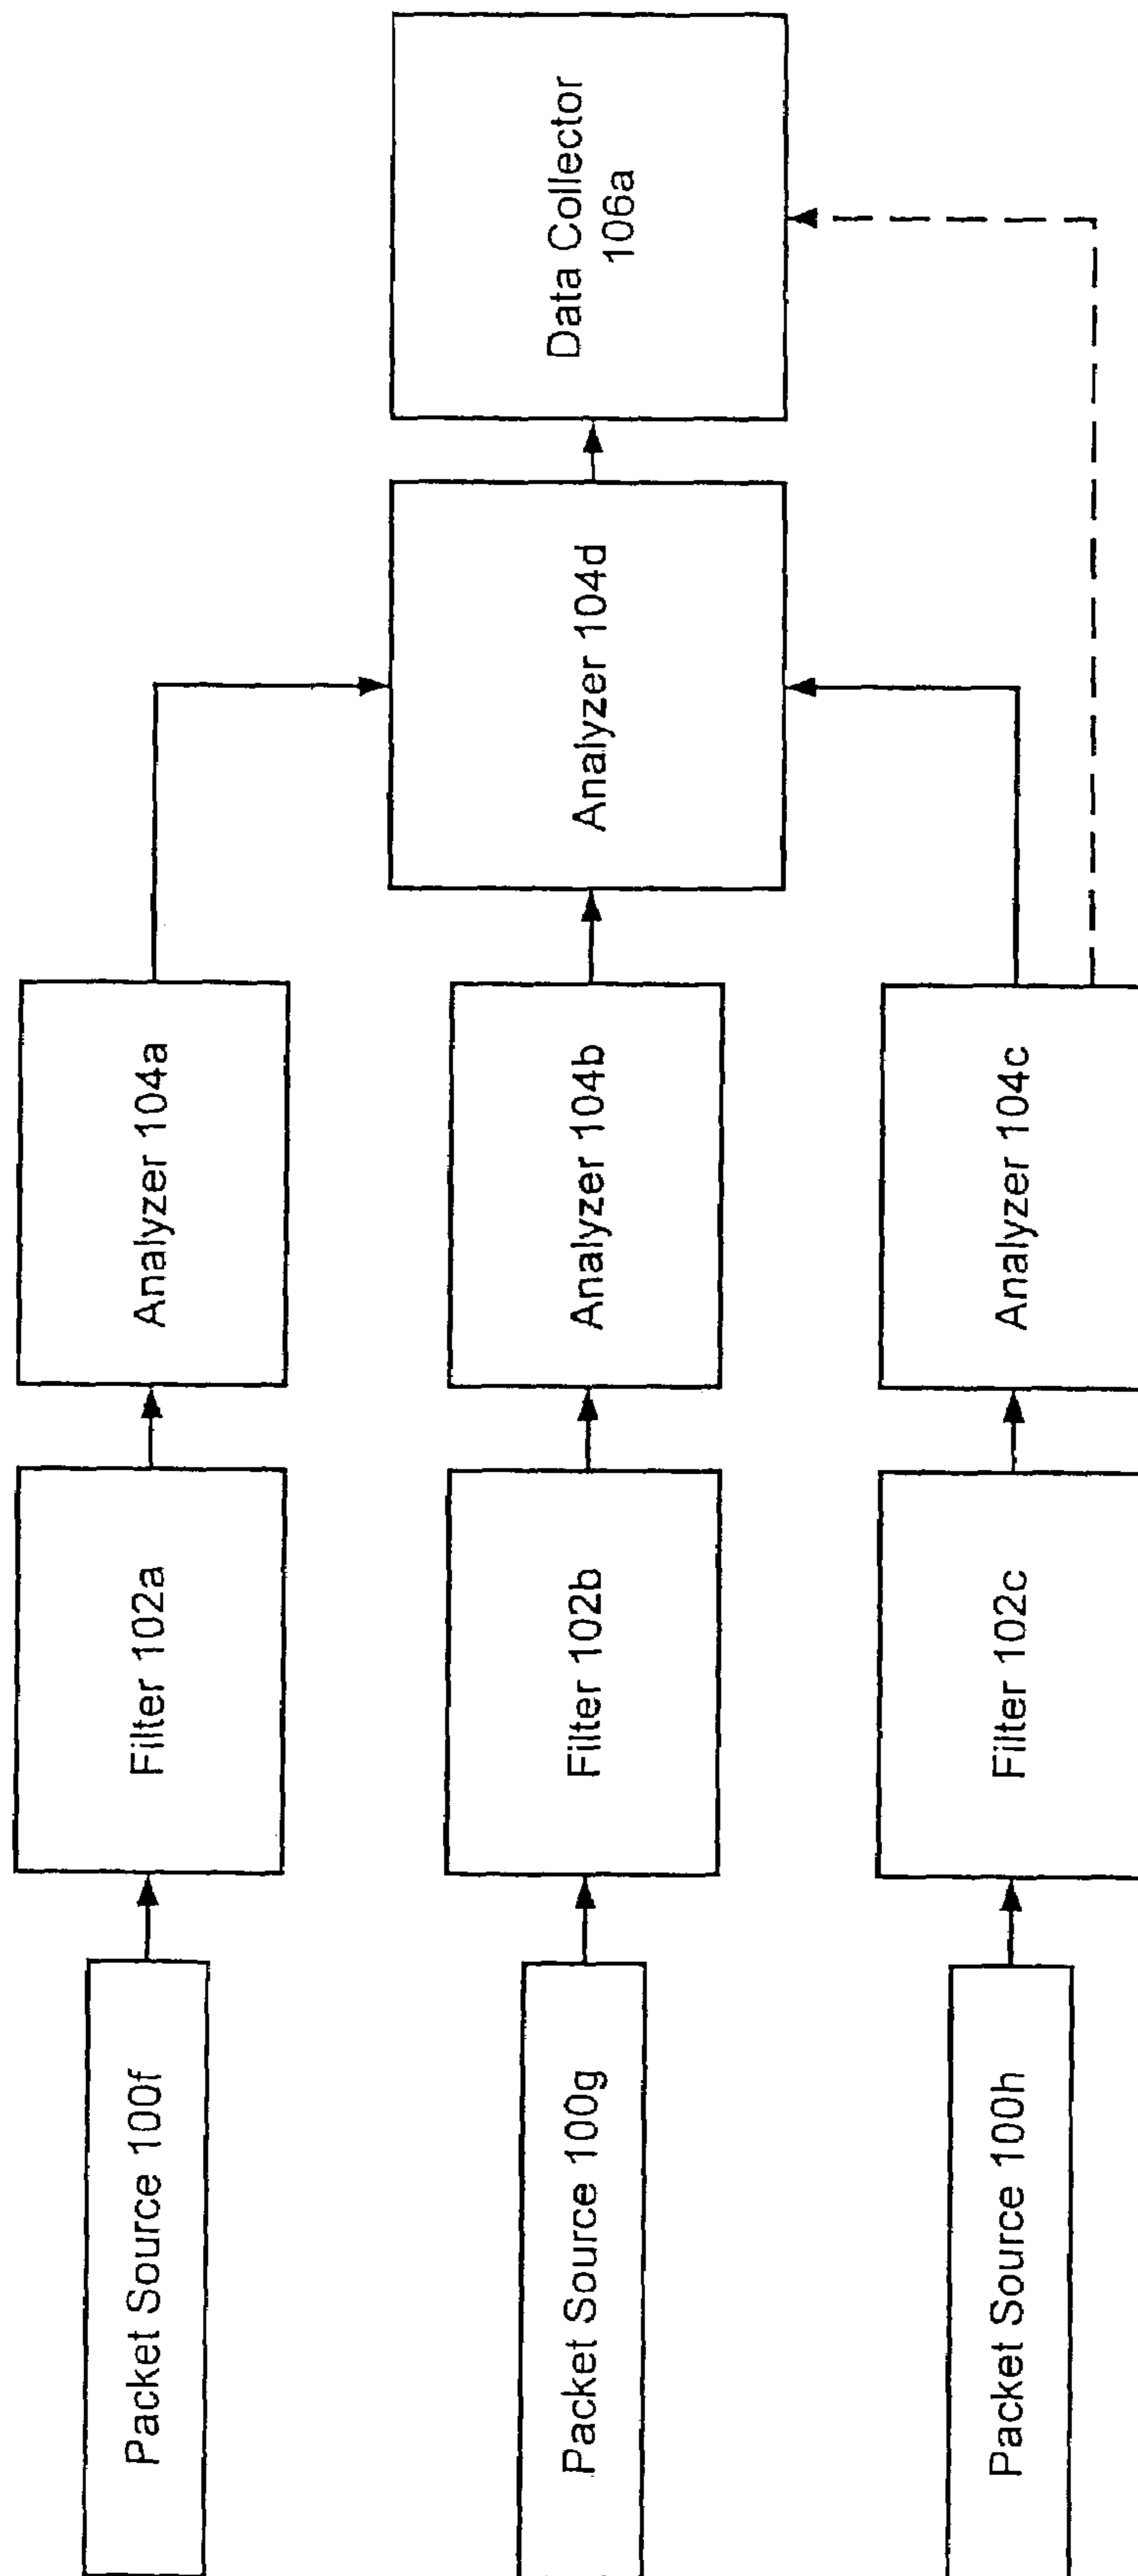 Packet Source 100f
Filter 102a
Analyzer 104a
Packet Source 100g
Filter 102b
Analyzer 104b
Analyzer 104d
Data Collector
106a
Packet Source 100h
Filter 102c
Analyzer 104c